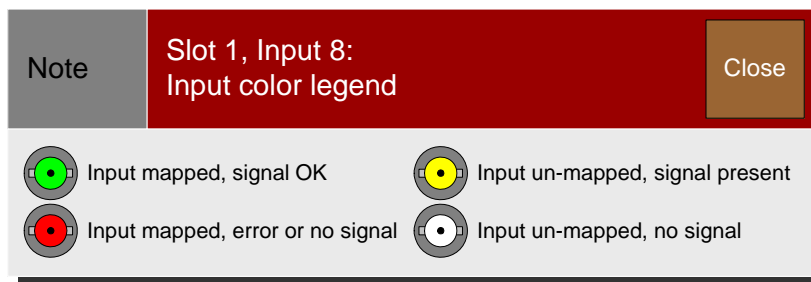 Note
Slot 1, Input 8:
Input color legend
Close
Input mapped, signal OK
Input un-mapped, signal present
Input mapped, error or no signal
Input un-mapped, no signal